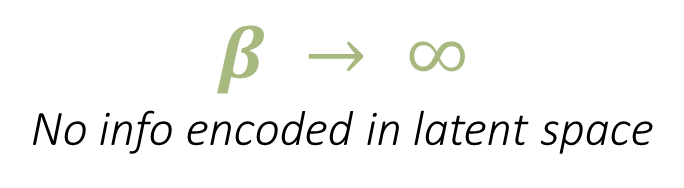 β → ∞
No info encoded in latent space